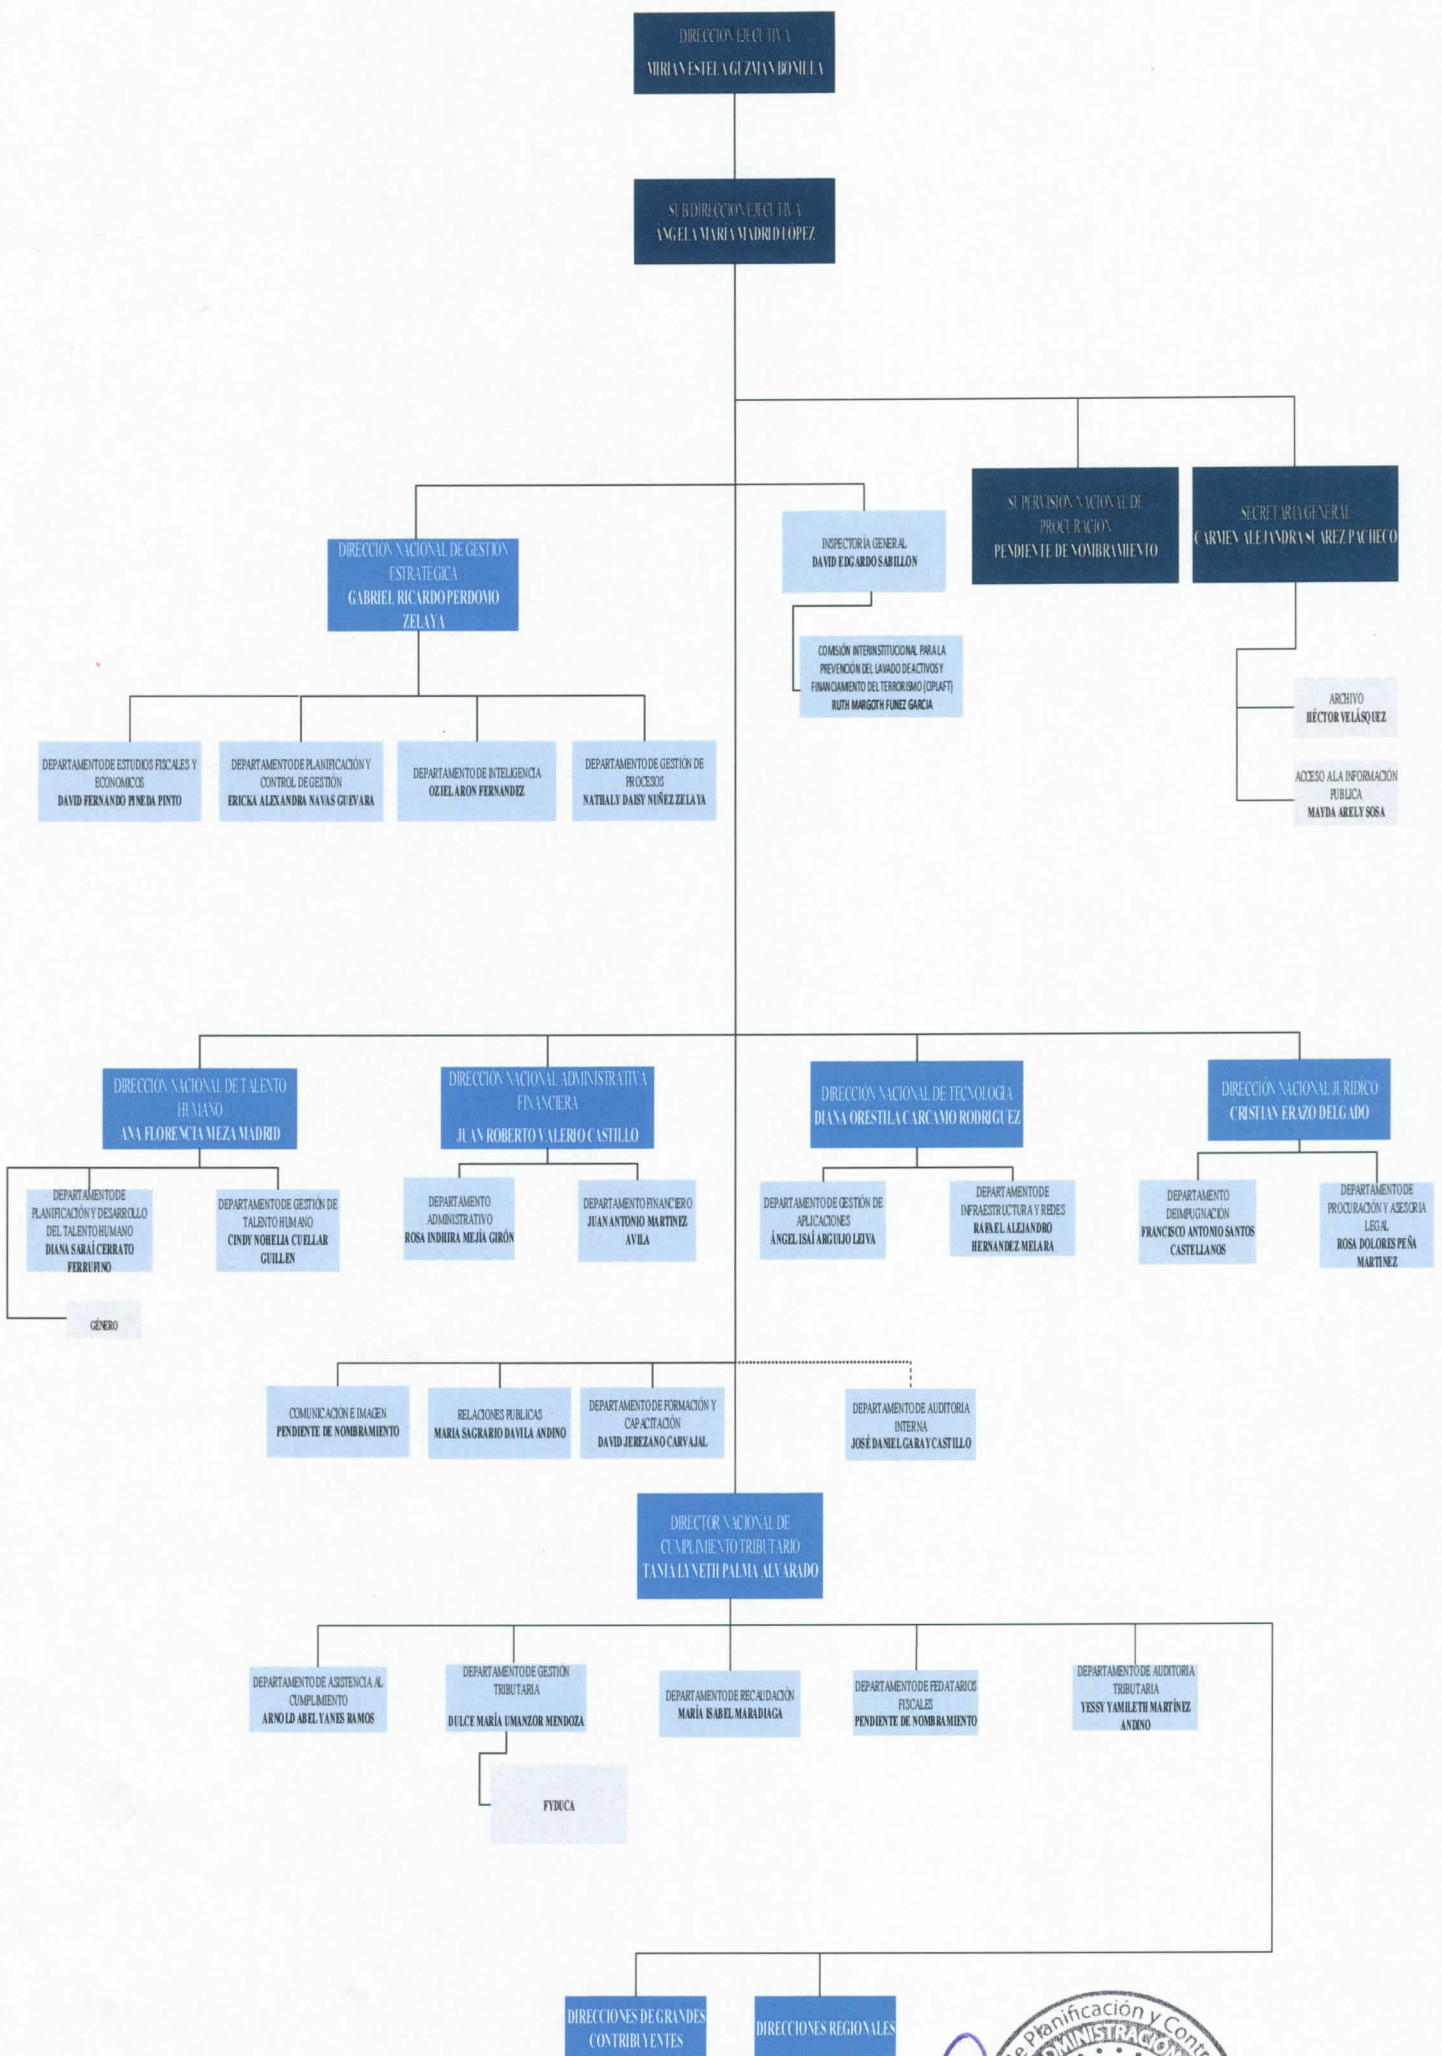 DIRECCION EJECUTIVA
MIRIAN ESTELA GUZMAN BONILLA
SUBDIRECCION EJECUTIVA
ÁNGELA MARÍA MADRID LÓPEZ
SUPERVISIÓN NACIONAL DE
PROCURACION
PENDIENTE DE NOMBRAMIENTO
SECRETARIA GENERAL
CARMEN ALEJANDRA SUAREZ PACHECO
DIRECCIÓN NACIONAL DE GESTIÓN
ESTRATÉGICA
GABRIEL RICARDO PERDOMO
ZELAYA
INSPECTORÍA GENERAL
DAVID EDGARDO SABILLON
COMISIÓN INTERINSTITUCIONAL PARA LA
PREVENCIÓN DEL LAVADO DE ACTIVOS Y
FINANCIAMIENTO DEL TERRORISMO (CIPLAFT)
RUTH MARGOTH FUNEZ GARCIA
ARCHIVO
HÉCTOR VELÁSQUEZ
ACCESO A LA INFORMACIÓN
PUBLICA
MAYDA ARELY SOSA
DEPARTAMENTO DE ESTUDIOS FISCALES Y
ECONOMICOS
DAVID FERNANDO PINEDA PINTO
DEPARTAMENTO DE PLANIFICACIÓN Y
CONTROL DE GESTIÓN
ERICKA ALEXANDRA NAVAS GUEVARA
DEPARTAMENTO DE INTELIGENCIA
OZIEL ARON FERNANDEZ
DEPARTAMENTO DE GESTIÓN DE
PROCESOS
NATHALY DAISY NUÑEZ ZELAYA
DIRECCIÓN NACIONAL DE TALENTO
HUMANO
ANA FLORENCIA MEZA MADRID
DIRECCIÓN NACIONAL ADMINISTRATIVA
FINANCIERA
JUAN ROBERTO VALERIO CASTILLO
DIRECCIÓN NACIONAL DE TECNOLOGÍA
DIANA ORESTILA CARCAMO RODRIGUEZ
DIRECCIÓN NACIONAL JURIDÍCO
CRISTIAN ERAZO DELGADO
DEPARTAMENTO DE
PLANIFICACIÓN Y DESARROLLO
DEL TALENTO HUMANO
DIANA SARAÍ CERRATO
FERRUFINO
DEPARTAMENTO DE GESTIÓN DE
TALENTO HUMANO
CINDY NOHELIA CUELLAR
GUILLEN
DEPARTAMENTO
ADMINISTRATIVO
ROSA INDHIRA MEJÍA GIRÓN
DEPARTAMENTO FINANCIERO
JUAN ANTONIO MARTINEZ
AVILA
DEPARTAMENTO DE GESTIÓN DE
APLICACIONES
ÁNGEL ISAÍ ARGUIJO LEIVA
DEPARTAMENTO DE
INFRAESTRUCTURA Y REDES
RAFAEL ALEJANDRO
HERNANDEZ MELARA
DEPARTAMENTO
DEIMPUGNACIÓN
FRANCISCO ANTONIO SANTOS
CASTELLANOS
DEPARTAMENTO DE
PROCURACIÓN Y ASESORIA
LEGAL
ROSA DOLORES PEÑA
MARTINEZ
GÉNERO
COMUNICACIÓN E IMAGEN
PENDIENTE DE NOMBRAMIENTO
RELACIONES PUBLICAS
MARIA SAGRARIO DAVILA ANDINO
DEPARTAMENTO DE FORMACIÓN Y
CAPACITACIÓN
DAVID JEREZANO CARVAJAL
DEPARTAMENTO DE AUDITORIA
INTERNA
JOSÉ DANIEL GARAY CASTILLO
DIRECTOR NACIONAL DE
CUMPLIMIENTO TRIBUTARIO
TANIA LYNETH PALMA ALVARADO
DEPARTAMENTO DE ASISTENCIA AL
CUMPLIMIENTO
ARNOLD ABEL YANES RAMOS
DEPARTAMENTO DE GESTIÓN
TRIBUTARIA
DULCE MARÍA UMANZOR MENDOZA
DEPARTAMENTO DE RECAUDACIÓN
MARÍA ISABEL MARADIAGA
DEPARTAMENTO DE FEDATARIOS
FISCALES
PENDIENTE DE NOMBRAMIENTO
DEPARTAMENTO DE AUDITORIA
TRIBUTARIA
YESSY YAMILETH MARTÍNEZ
ANDINO
FYDUCA
DIRECCIONES DE GRANDES
CONTRIBUYENTES
DIRECCIONES REGIONALES
de Planificación y Contr
ADMINISTRACIÓN